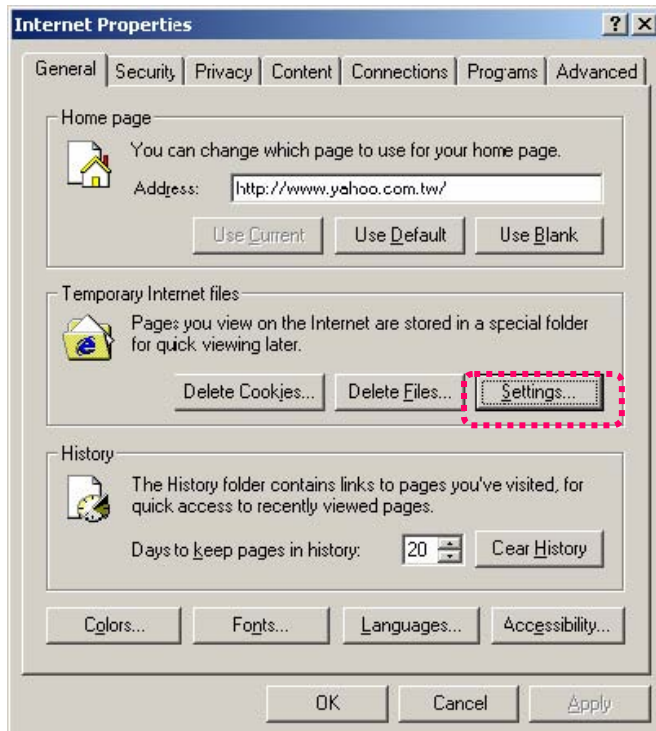 Internet Properties
General Security Privacy Content Connections Programs Advanced
Home page
You can change which page to use for your home page.
Address: http://www.yahoo.com.tw/
Use Current Use Default Use Blank
Temporary Internet files
Pages you view on the Internet are stored in a special folder
for quick viewing later.
Delete Cookies... Delete Files... Settings...
History
The History folder contains links to pages you've visited, for
quick access to recently viewed pages.
Days to keep pages in history: 20 Cear History
Colors... Fonts... Languages... Accessibility...
OK Cancel Apply